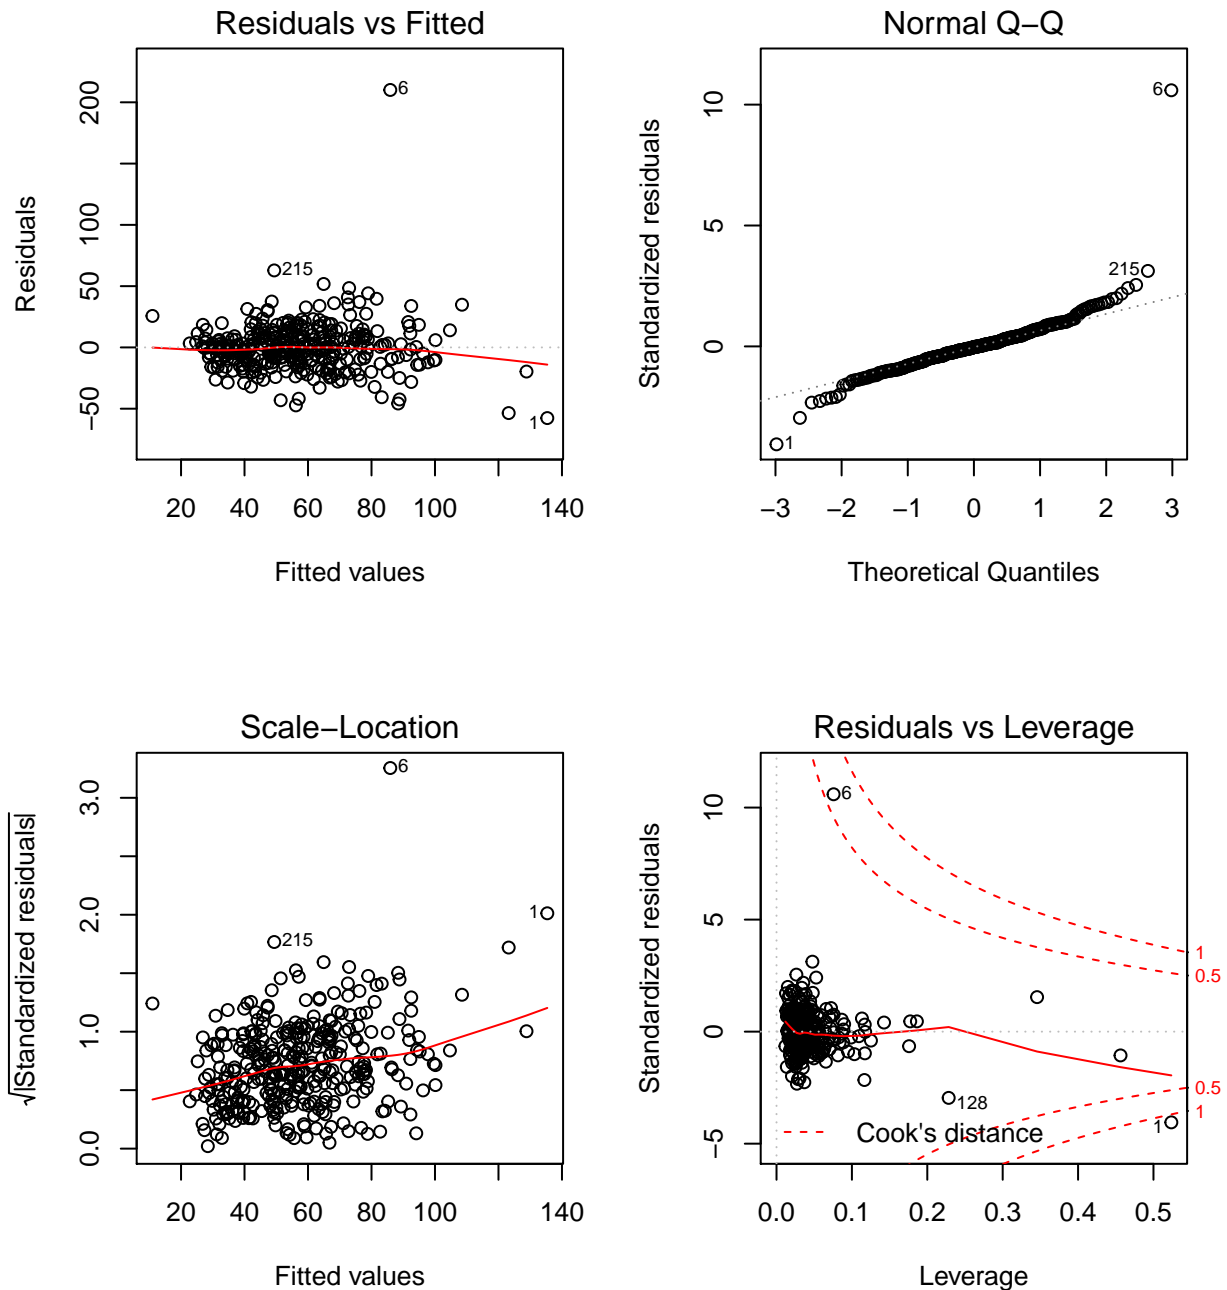 Residuals vs Fitted
Residuals
−50
0
50
100
200
6
215
1
20 40 60 80 100 140
Fitted values
Normal Q−Q
Standardized residuals
0
5
10
6
215
1
−3 −2 −1 0 1 2 3
Theoretical Quantiles
Scale−Location
√|Standardized residuals|
0.0
1.0
2.0
3.0
6
1
215
20 40 60 80 100 140
Fitted values
Residuals vs Leverage
Standardized residuals
−5
0
5
10
6
128
1
1
0.5
0.5
1
Cook's distance
0.0 0.1 0.2 0.3 0.4 0.5
Leverage